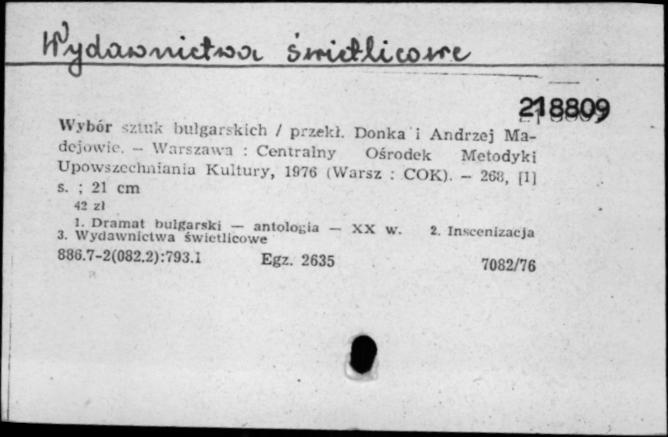 Wydawnictwa świetlicowe
218809
Wybór sztuk bułgarskich / przekł. Donka i Andrzej Ma-
dejowie. — Warszawa : Centralny Ośrodek Metodyki
Upowszechniania Kultury, 1976 (Warsz : COK). — 268, [1]
s. ; 21 cm
42 zł
1. Dramat bułgarski — antologia — XX w. 2. Inscenizacja
3. Wydawnictwa świetlicowe
886.7-2(082.2):793.1 Egz. 2635 7082/76